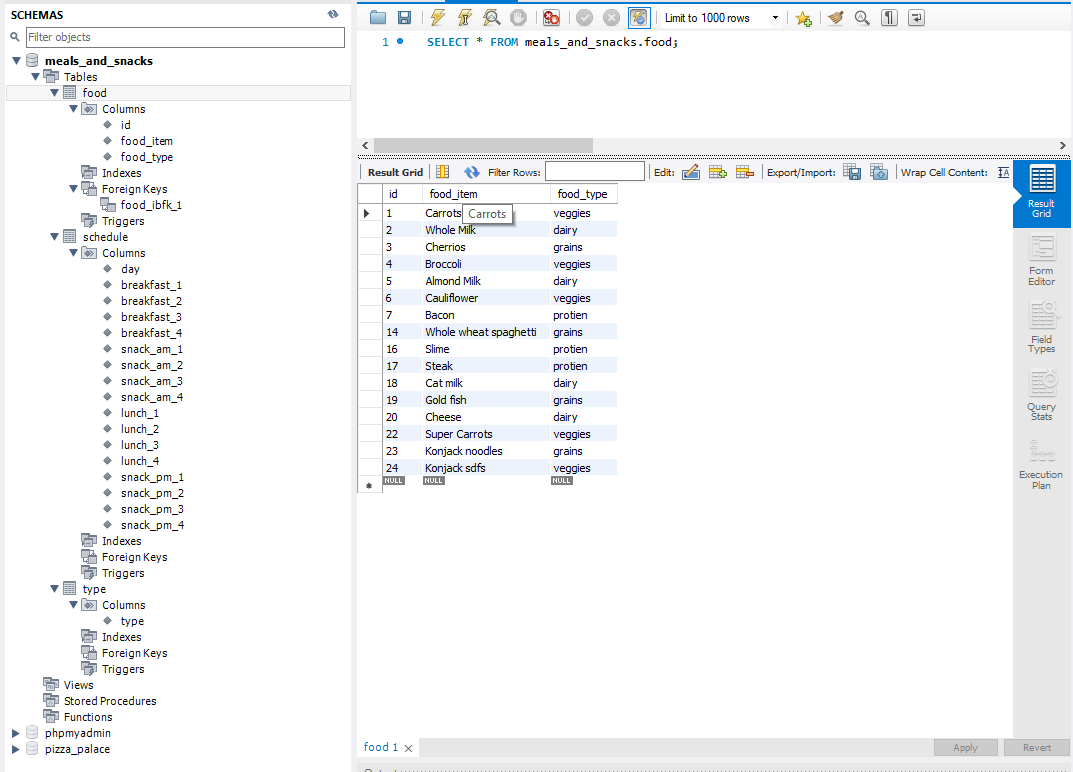 SCHEMAS
Filter objects
meals_and_snacks
Tables
food
Columns
id
food_item
food_type
Indexes
Foreign Keys
food_ibfk_1
Triggers
schedule
Columns
day
breakfast_1
breakfast_2
breakfast_3
breakfast_4
snack_am_1
snack_am_2
snack_am_3
snack_am_4
lunch_1
lunch_2
lunch_3
lunch_4
snack_pm_1
snack_pm_2
snack_pm_3
snack_pm_4
Indexes
Foreign Keys
Triggers
type
Columns
type
Indexes
Foreign Keys
Triggers
Views
Stored Procedures
Functions
phpmyadmin
pizza_palace
Limit to 1000 rows
1 SELECT * FROM meals_and_snacks.food;
Result Grid Filter Rows: Edit: Export/Import: Wrap Cell Content: IA
id food_item food_type
1 Carrots Carrots veggies
2 Whole Milk dairy
3 Cherrios grains
4 Broccoli veggies
5 Almond Milk dairy
6 Cauliflower veggies
7 Bacon protien
14 Whole wheat spaghetti grains
16 Slime protien
17 Steak protien
18 Cat milk dairy
19 Gold fish grains
20 Cheese dairy
22 Super Carrots veggies
23 Konjack noodles grains
24 Konjack sdfs veggies
NULL NULL NULL
Result
Grid
Form
Editor
Field
Types
Query
Stats
Execution
Plan
food 1
Apply Revert